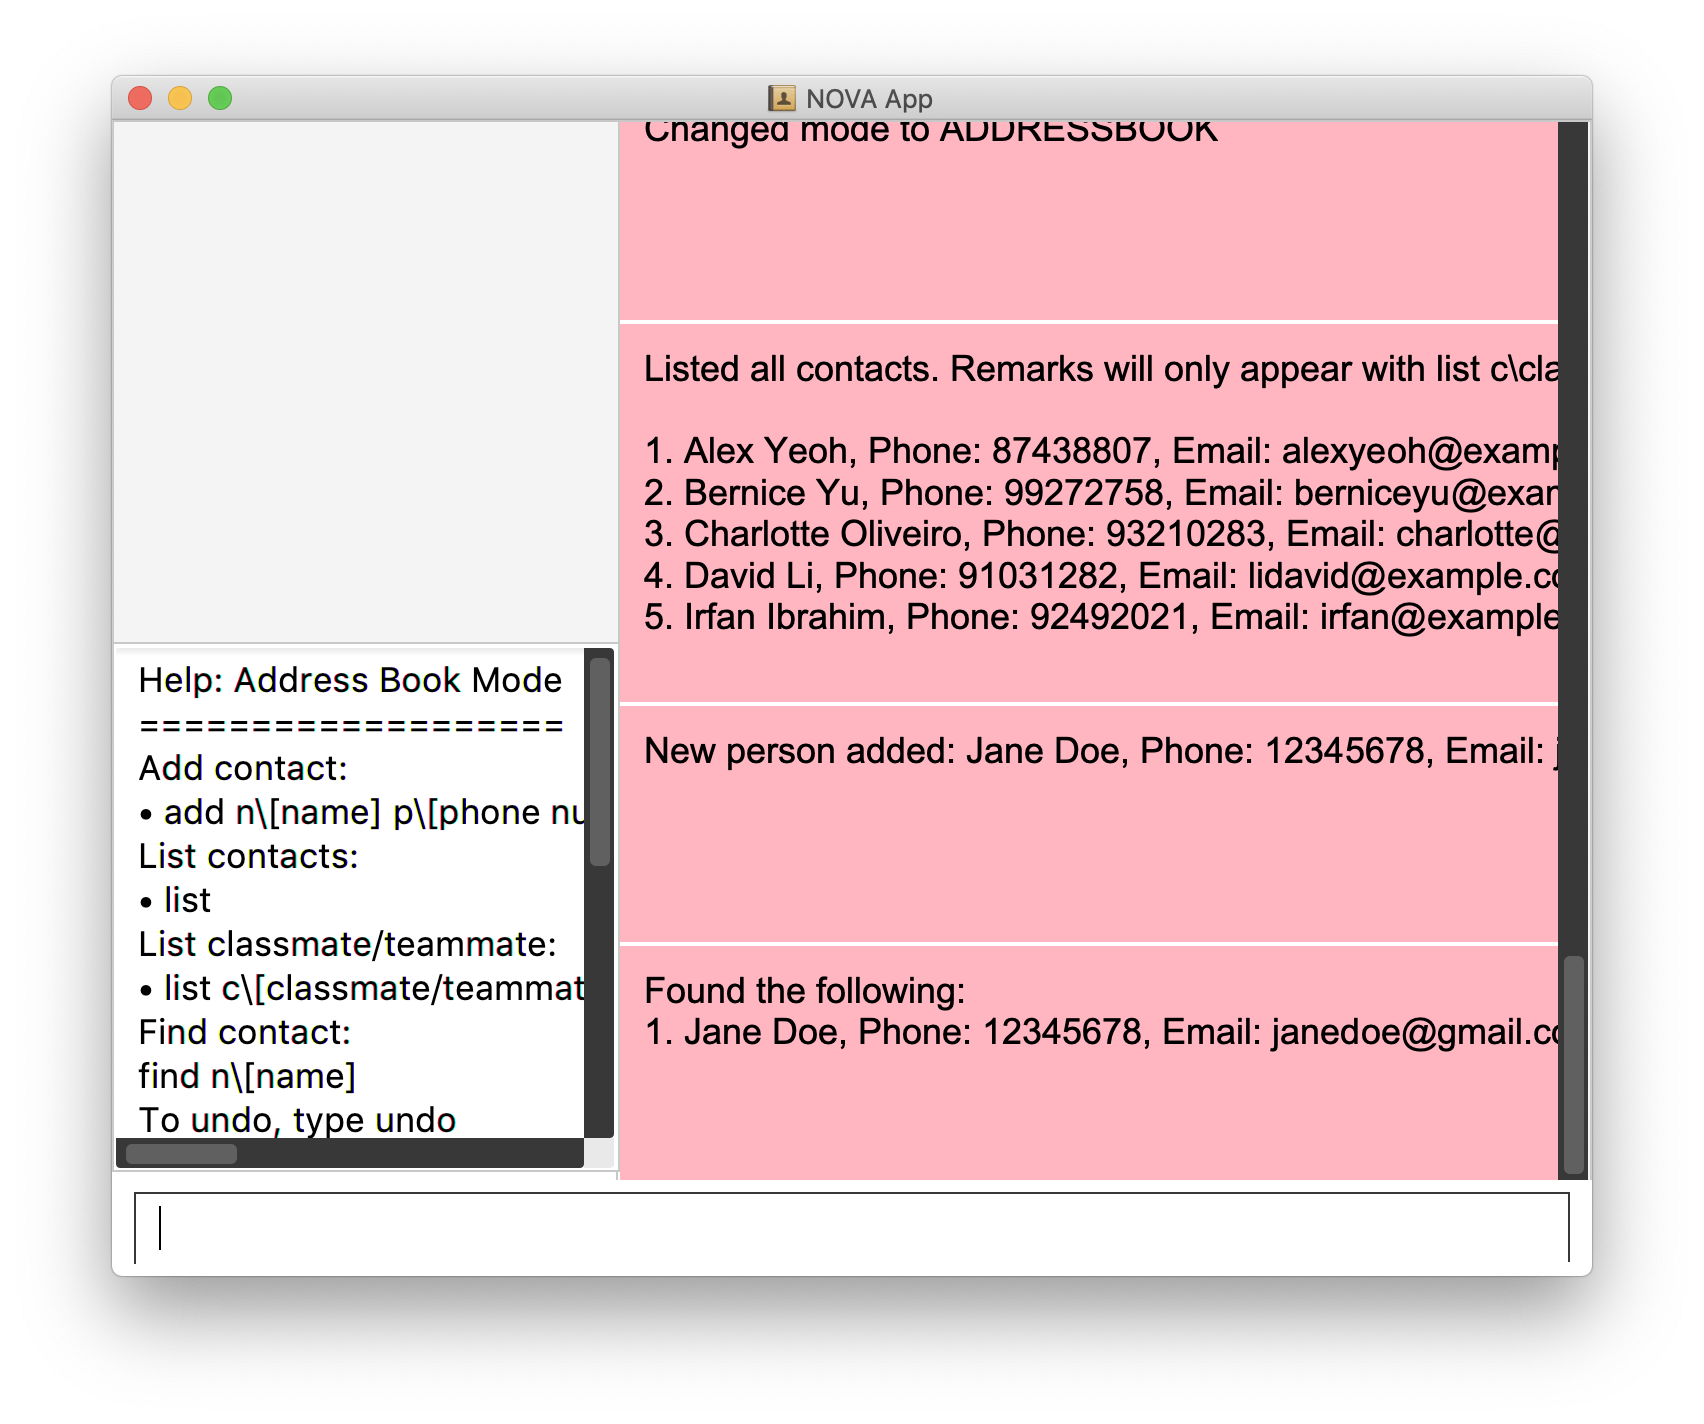 NOVA App
Changed mode to ADDRESSBOOK
Listed all contacts. Remarks will only appear with list c\cla
1. Alex Yeoh, Phone: 87438807, Email: alexyeoh@examp
2. Bernice Yu, Phone: 99272758, Email: berniceyu@exam
3. Charlotte Oliveiro, Phone: 93210283, Email: charlotte@
4. David Li, Phone: 91031282, Email: lidavid@example.co
5. Irfan Ibrahim, Phone: 92492021, Email: irfan@example
New person added: Jane Doe, Phone: 12345678, Email: j
Found the following:
1. Jane Doe, Phone: 12345678, Email: janedoe@gmail.co
Help: Address Book Mode
===================
Add contact:
• add n\[name] p\[phone nu
List contacts:
• list
List classmate/teammate:
• list c\[classmate/teammat
Find contact:
find n\[name]
To undo, type undo